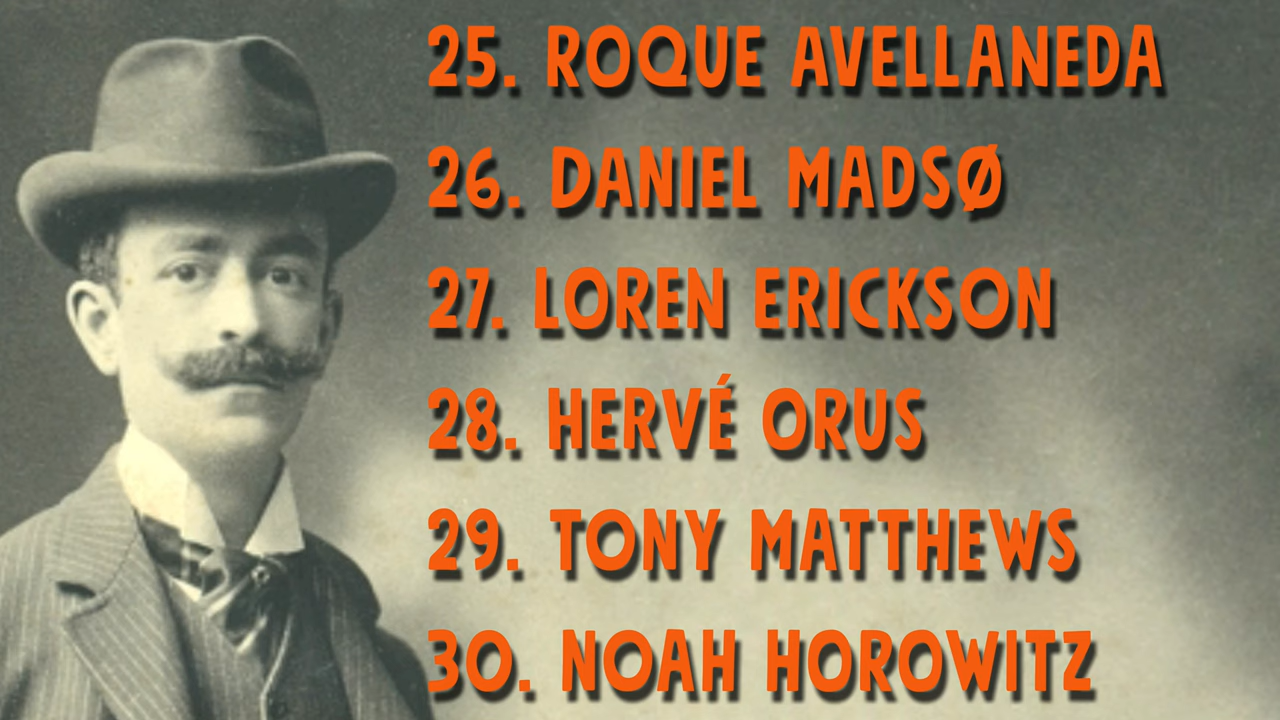 25. ROQUE AVELLANEDA
26. DANIEL MADSØ
27. LOREN ERICKSON
28. HERVÉ ORUS
29. TONY MATTHEWS
30. NOAH HOROWITZ